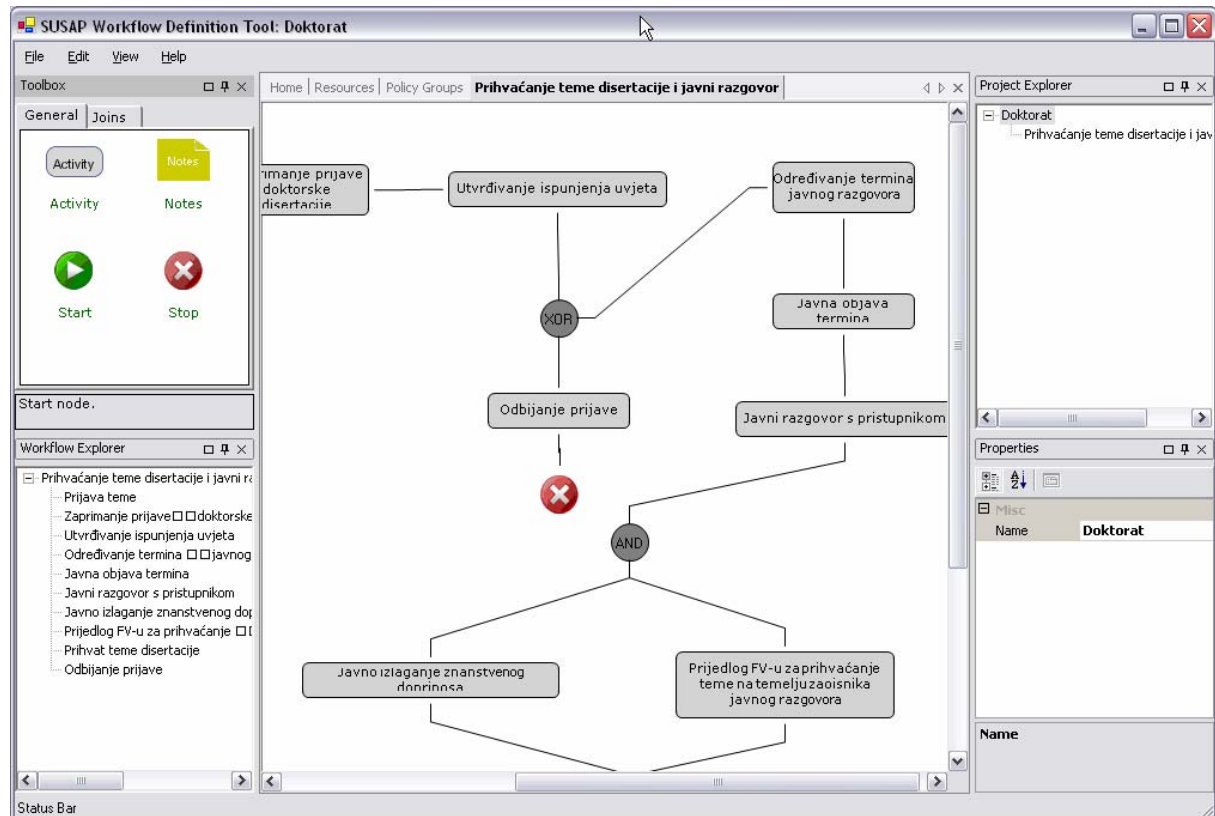 SUSAP Workflow Definition Tool: Doktorat
File Edit View Help
Toolbox
General Joins
Activity
Notes
Activity
Notes
Start
Stop
Start node.
Workflow Explorer
Prihvaćanje teme disertacije i javni ra
Prijava teme
Zaprimanje prijave□□doktorske
Utvrđivanje ispunjenja uvjeta
Određivanje termina □□javnog
Javna objava termina
Javni razgovor s pristupnikom
Javno izlaganje znanstvenog dop
Prijedlog FV-u za prihvaćanje □
Prihvat teme disertacije
Odbijanje prijave
Home Resources Policy Groups Prihvaćanje teme disertacije i javni razgovor
rimanje prijave
doktorske
disertacije
Utvrđivanje ispunjenja uvjeta
Određivanje termina
javnog razgovora
XOR
Javna objava
termina
Odbijanje prijave
Javni razgovor s pristupnikom
AND
Javno izlaganje znanstvenog
doprinosa
Prijedlog FV-u za prihvaćanje
teme na temelju zaoisnika
javnog razgovora
Project Explorer
Doktorat
Prihvaćanje teme disertacije i jav
Properties
Misc
Name Doktorat
Name
Status Bar